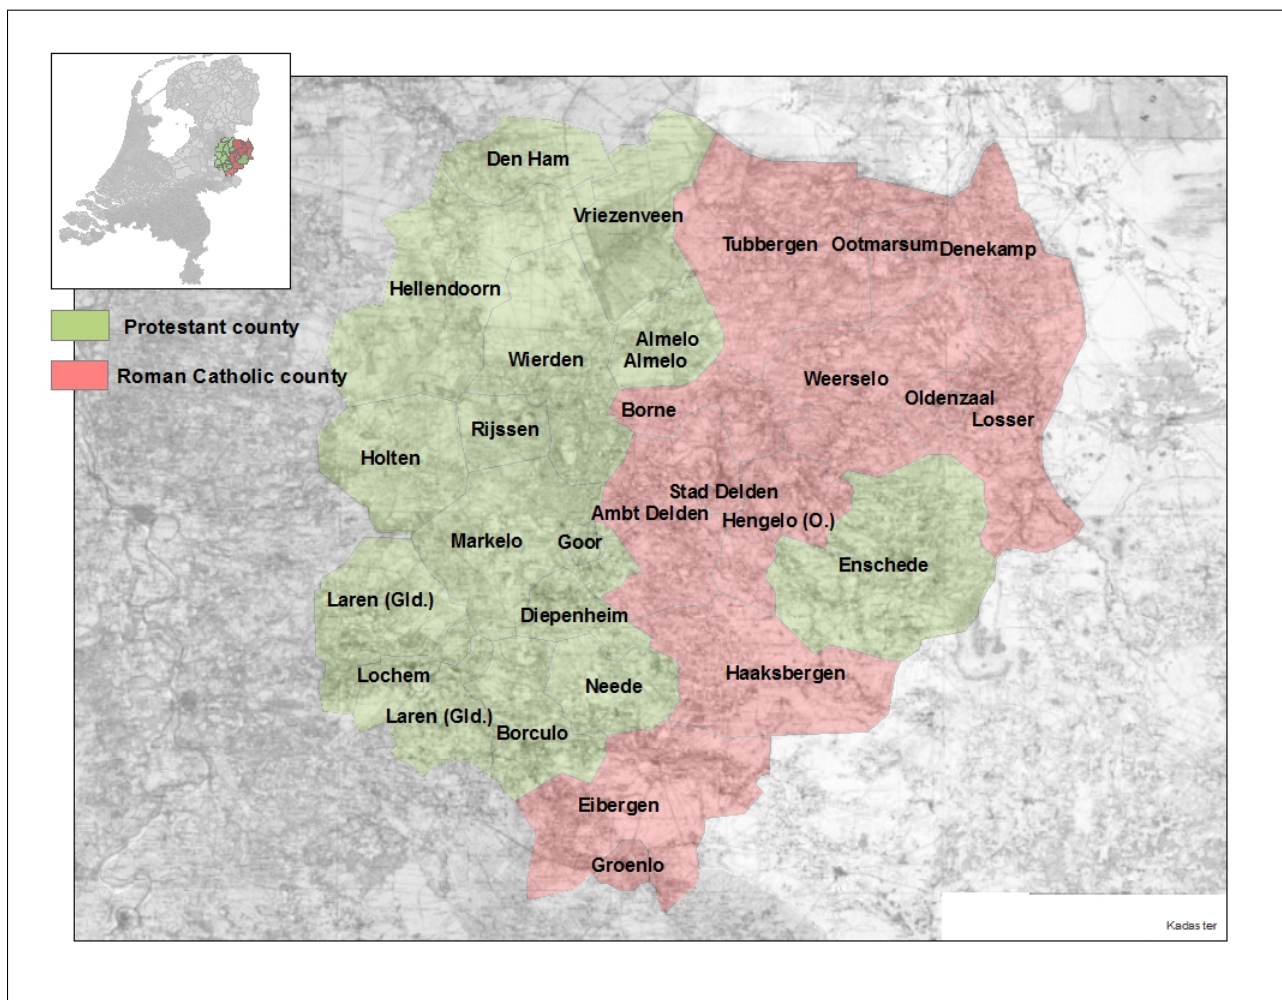 Den Ham
Vriezenveen
Tubbergen
Ootmarsum
Denekamp
Hellendoorn
Protestant county
Almelo
Almelo
Wierden
Roman Catholic county
Weerselo
Oldenzaal
Losser
Borne
Rijssen
Holten
Stad Delden
Ambt Delden
Hengelo (O.)
Markelo
Goor
Enschede
Laren (Gld.)
Diepenheim
Lochem
Haaksbergen
Neede
Laren (Gld.)
Borculo
Eibergen
Groenlo
Kadaster